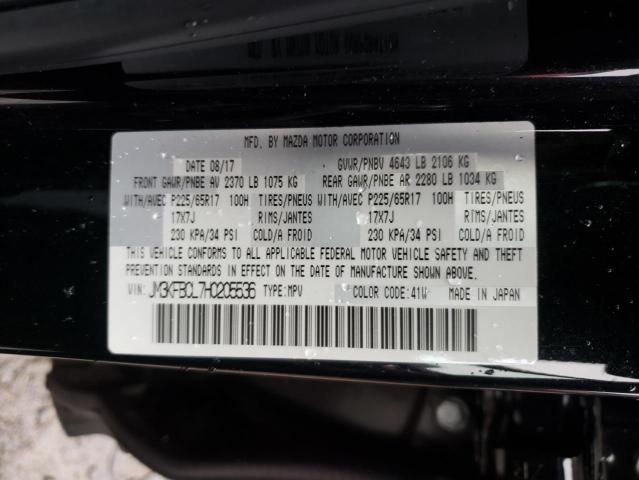 MFD. BY MAZDA MOTOR CORPORATION
DATE 08/17 GVWR/PNBV 4643 LB 2106 KG
FRONT GAWR/PNBE AV 2370 LB 1075 KG REAR GAWR/PNBE AR 2280 LB 1034 KG
WITH/AVEC P225/65R17 100H TIRES/PNEUS WITH/AVEC P225/65R17 100H TIRES/PNEUS
17X7J RIMS/JANTES 17X7J RIMS/JANTES
230 KPA/34 PSI COLD/A FROID 230 KPA/34 PSI COLD/A FROID
THIS VEHICLE CONFORMS TO ALL APPLICABLE FEDERAL MOTOR VEHICLE SAFETY AND THEFT
PREVENTION STANDARDS IN EFFECT ON THE DATE OF MANUFACTURE SHOWN ABOVE.
VIN: JM3KFBCL7H0205536 TYPE: MPV COLOR CODE: 41W MADE IN JAPAN